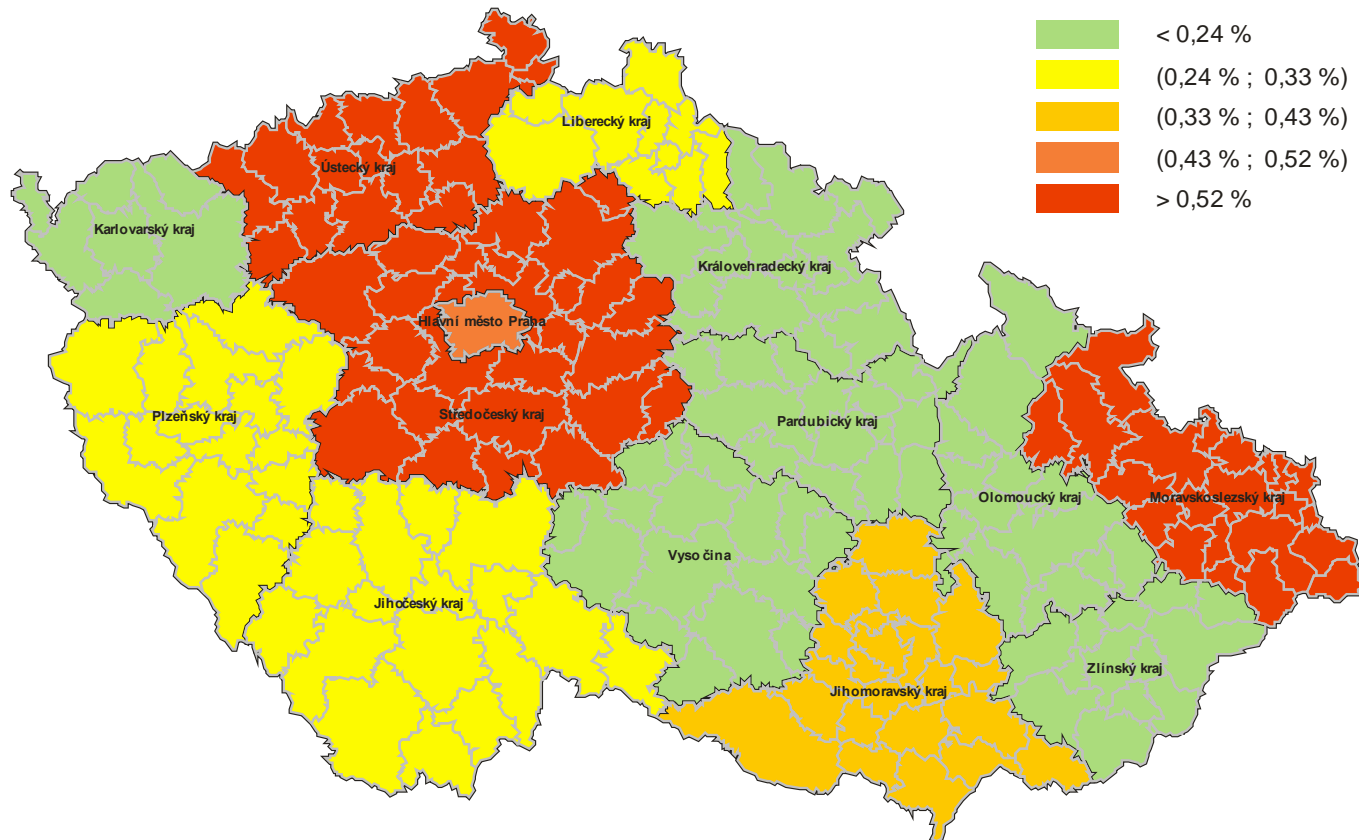 < 0,24 %
(0,24 % ; 0,33 %)
(0,33 % ; 0,43 %)
(0,43 % ; 0,52 %)
> 0,52 %
Liberecký kraj
Ústecký kraj
Karlovarský kraj
Královehradecký kraj
Hlavní město Praha
Plzeňský kraj
Středočeský kraj
Pardubický kraj
Olomoucký kraj
Moravskoslezský kraj
Vysočina
Jihočeský kraj
Zlínský kraj
Jihomoravský kraj